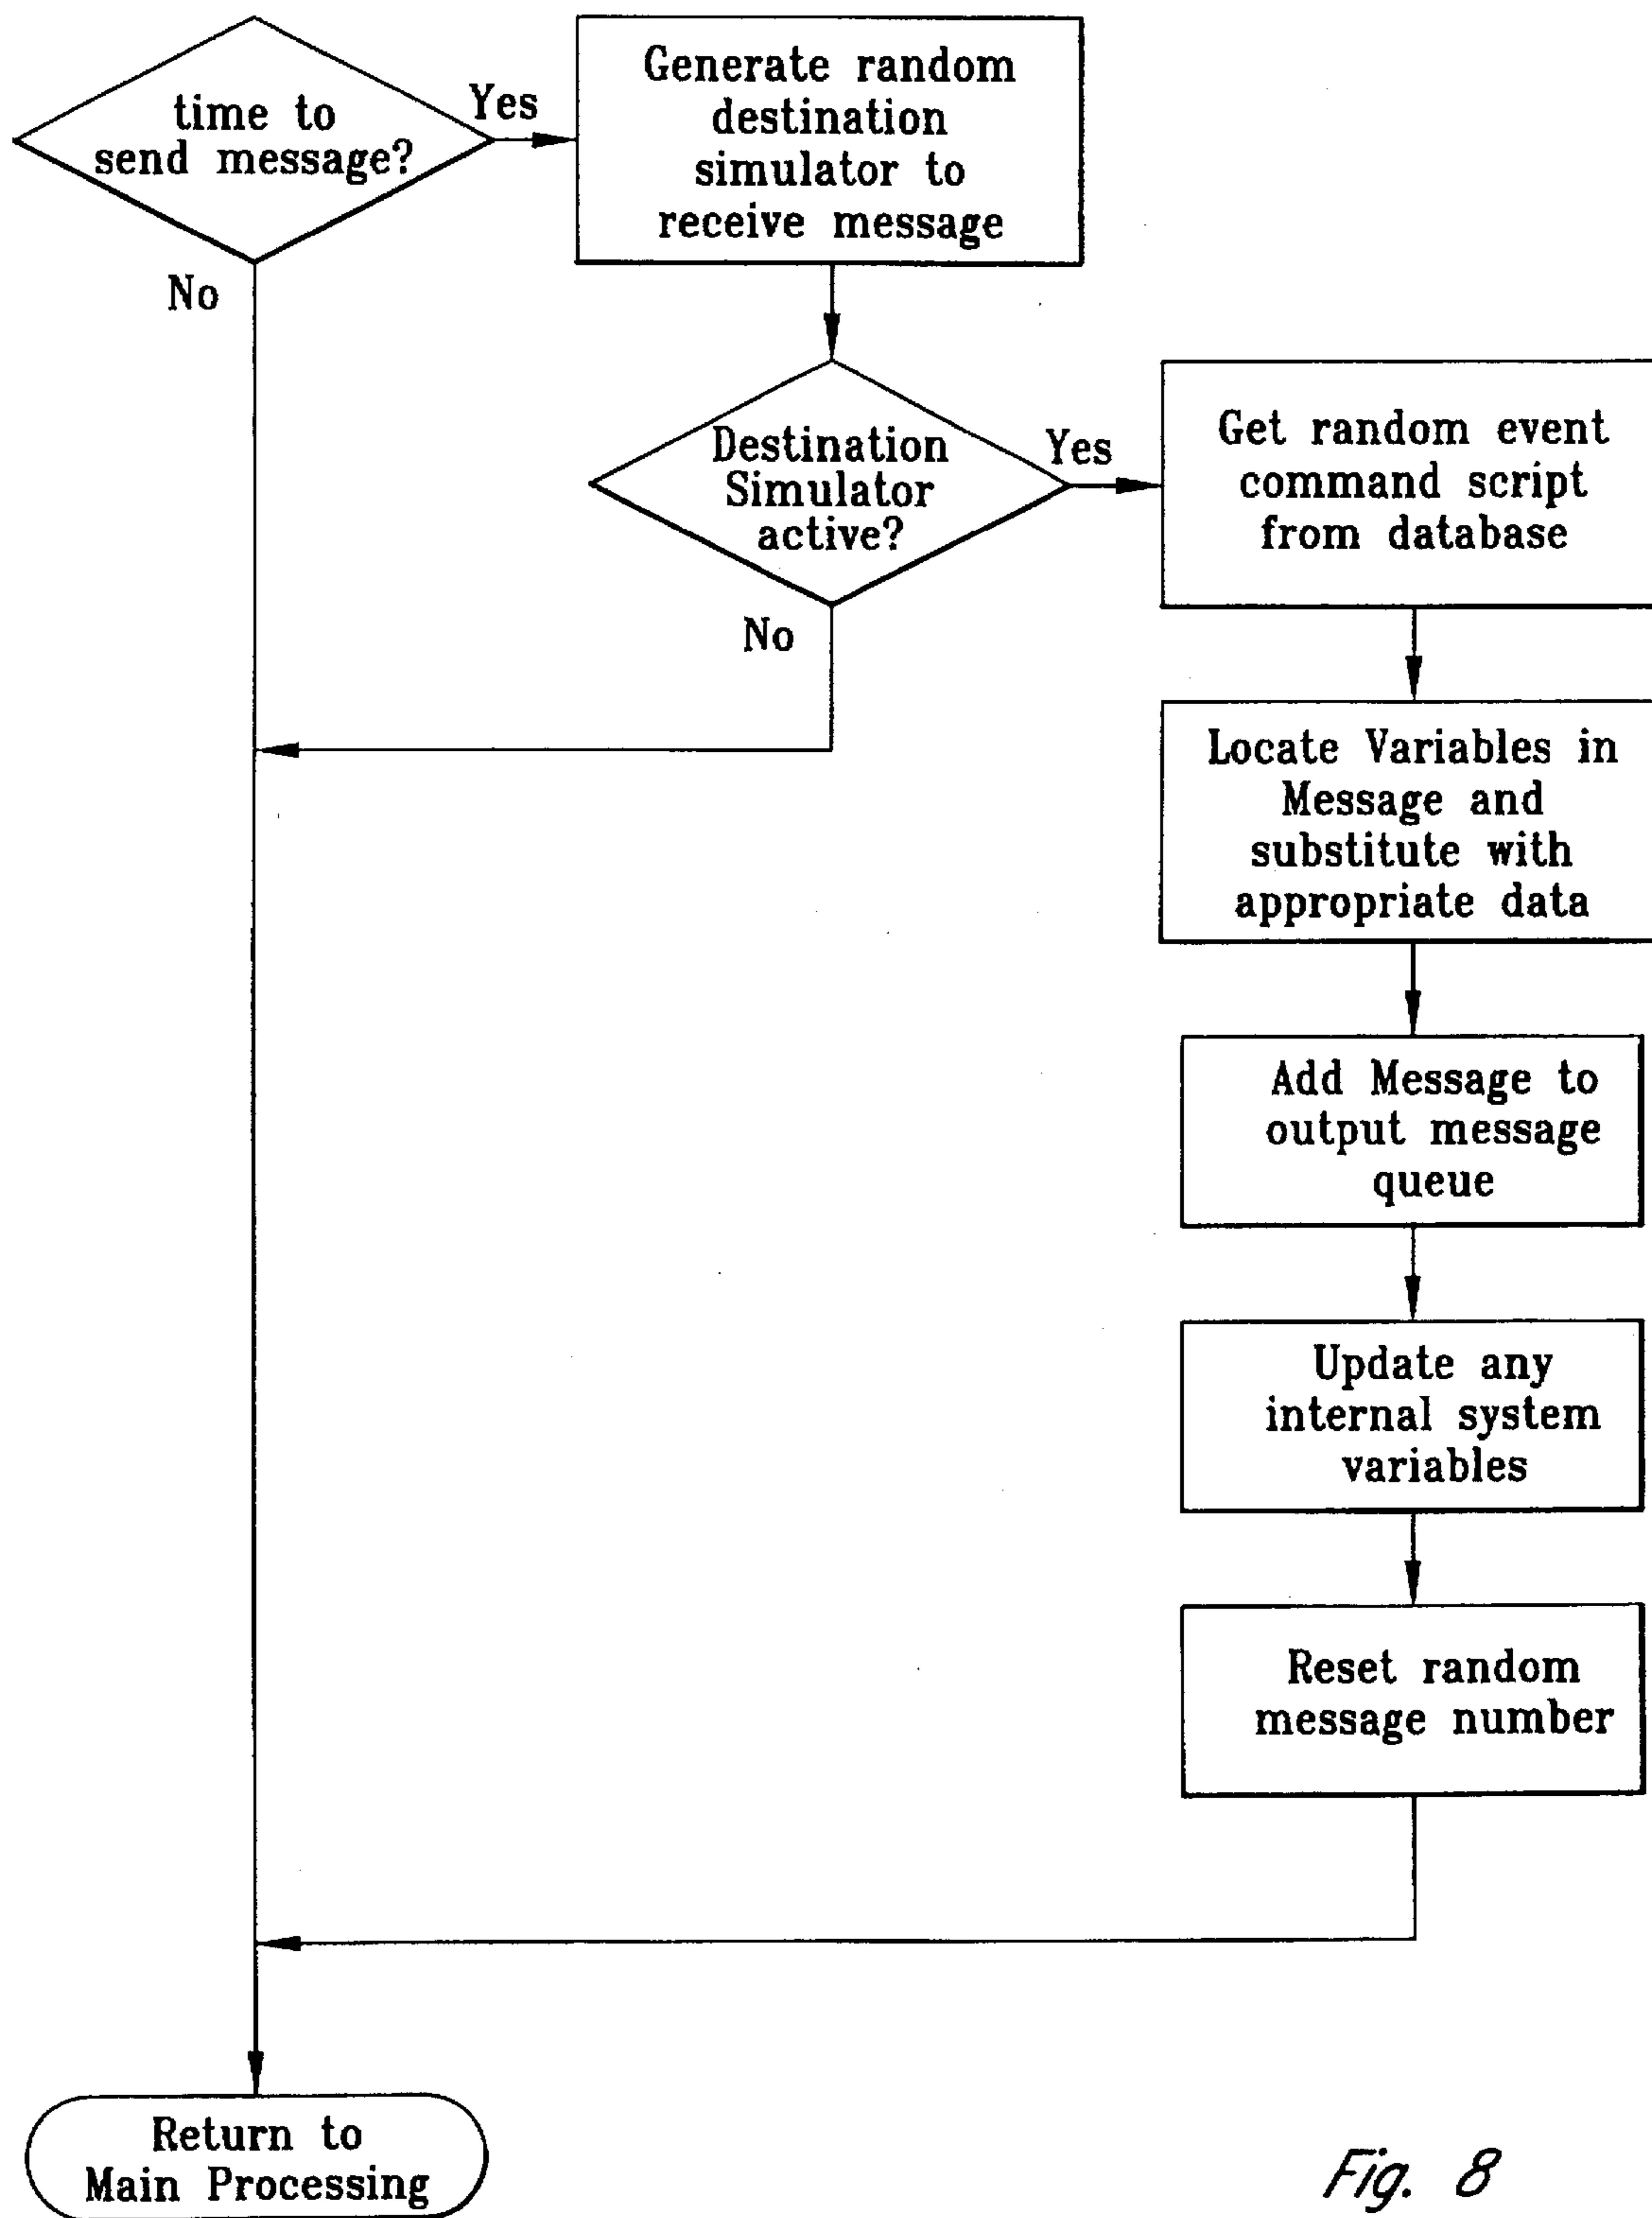 time to
send message?
Yes
Generate random
destination
simulator to
receive message
No
Destination
Simulator
active?
Yes
Get random event
command script
from database
No
Locate Variables in
Message and
substitute with
appropriate data
Add Message to
output message
queue
Update any
internal system
variables
Reset random
message number
Return to
Main Processing
Fig. 8